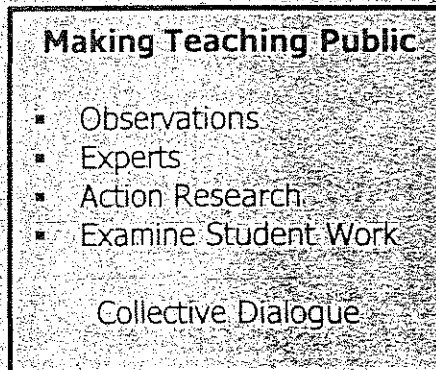 Making Teaching Public
▪ Observations
▪ Experts
▪ Action Research
▪ Examine Student Work
Collective Dialogue